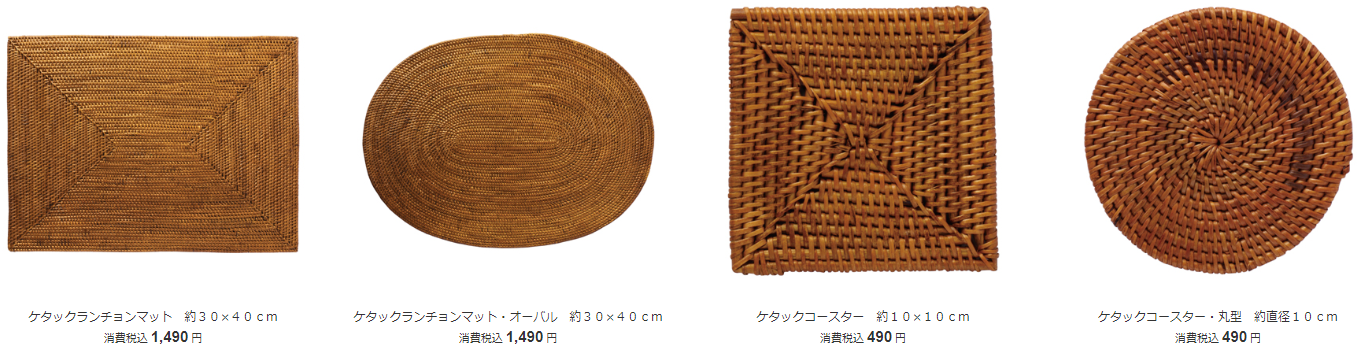 ケタックランチョンマット　約３０×４０ｃｍ
消費税込 1,490 円
ケタックランチョンマット・オーバル　約３０×４０ｃｍ
消費税込 1,490 円
ケタックコースター　約１０×１０ｃｍ
消費税込 490 円
ケタックコースター・丸型　約直径１０ｃｍ
消費税込 490 円